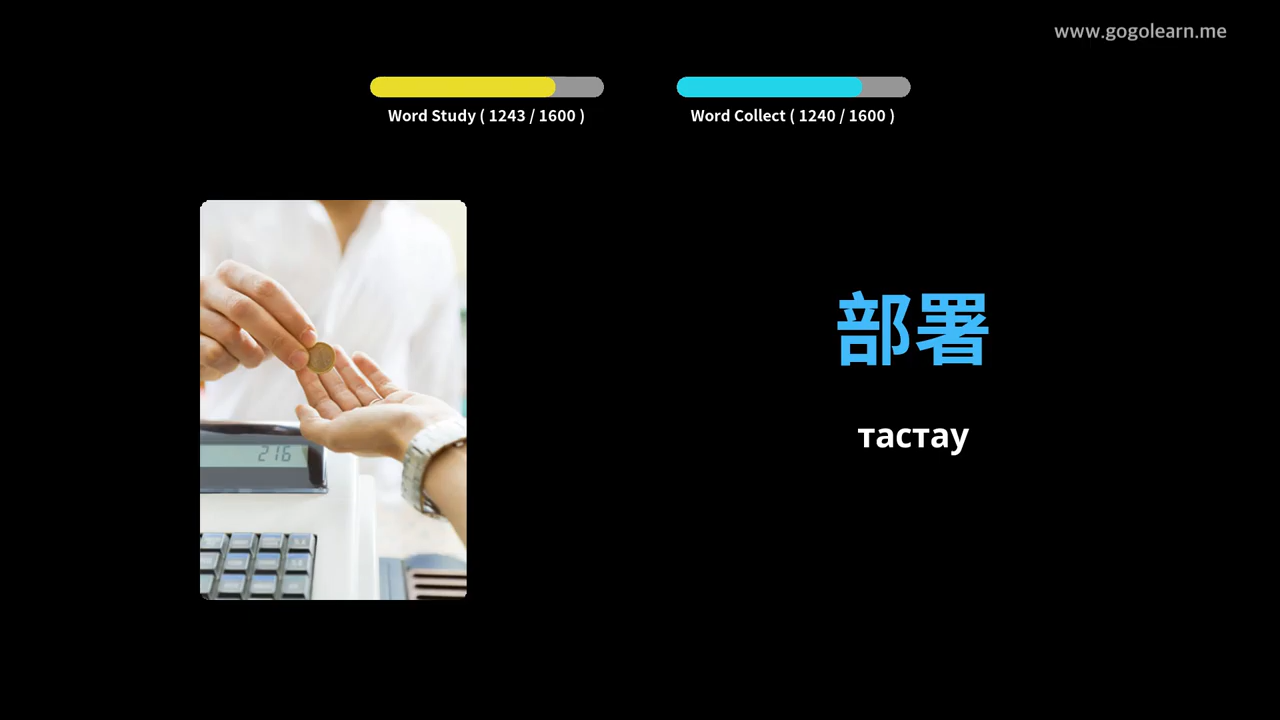 www.gogolearn.me
Word Study ( 1243 / 1600 )
Word Collect ( 1240 / 1600 )
216
部署
тастау